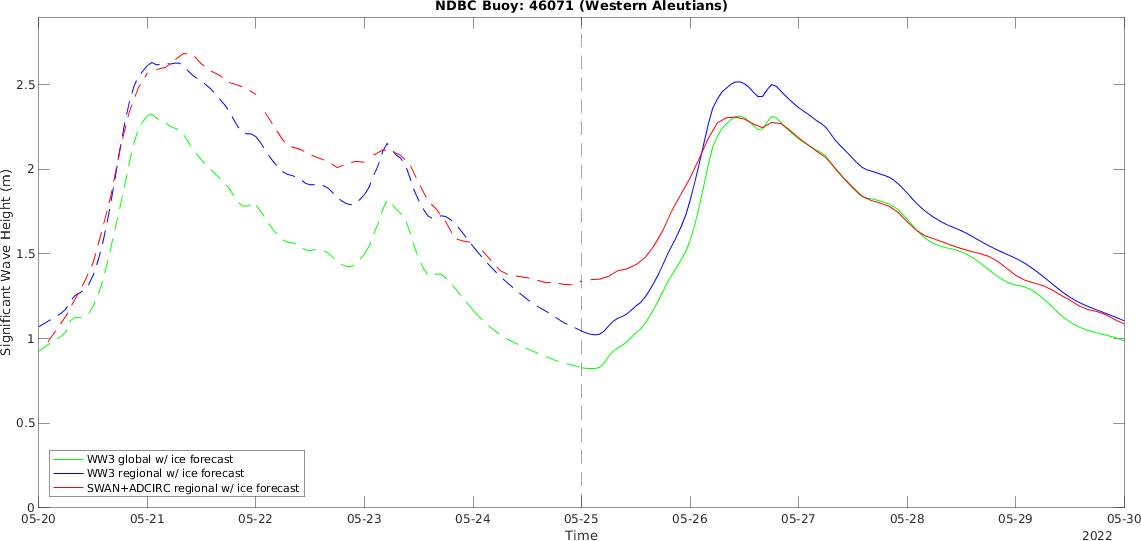 NDBC Buoy: 46071 (Western Aleutians)
Significant Wave Height (m)
2.5
2
1.5
1
0.5
0
WW3 global w/ ice forecast
WW3 regional w/ ice forecast
SWAN+ADCIRC regional w/ ice forecast
05-20 05-21 05-22 05-23 05-24 05-25 05-26 05-27 05-28 05-29 05-30
Time
2022